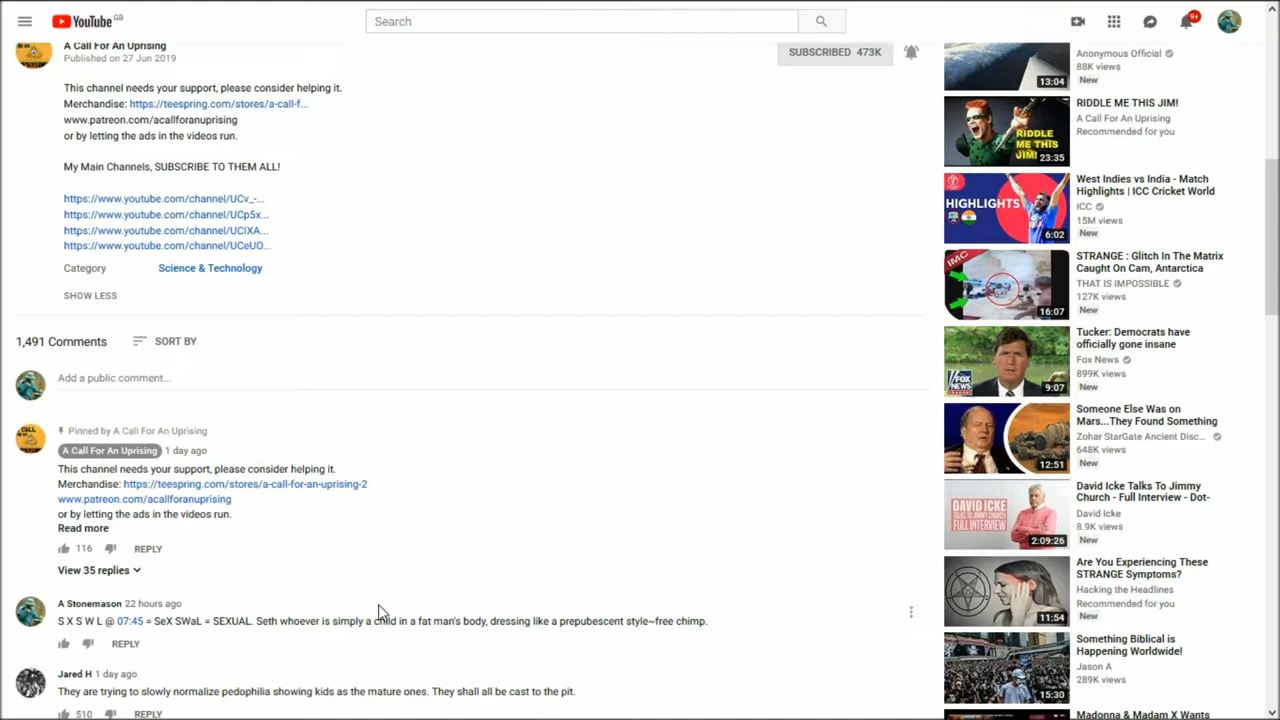 YouTube GB
Search
9+
A Call For An Uprising
Published on 27 Jun 2019
SUBSCRIBED 473K
This channel needs your support, please consider helping it.
Merchandise: https://teespring.com/stores/a-call-f...
www.patreon.com/acallforanuprising
or by letting the ads in the videos run.
My Main Channels, SUBSCRIBE TO THEM ALL!
https://www.youtube.com/channel/UCv_-...
https://www.youtube.com/channel/UCp5x...
https://www.youtube.com/channel/UCIXA...
https://www.youtube.com/channel/UCeUO...
Category Science & Technology
SHOW LESS
1,491 Comments SORT BY
Add a public comment...
Pinned by A Call For An Uprising
A Call For An Uprising 1 day ago
This channel needs your support, please consider helping it.
Merchandise: https://teespring.com/stores/a-call-for-an-uprising-2
www.patreon.com/acallforanuprising
or by letting the ads in the videos run.
Read more
116 REPLY
View 35 replies
A Stonemason 22 hours ago
S X S W L @ 07:45 = SeX SWaL = SEXUAL. Seth whoever is simply a child in a fat man's body, dressing like a prepubescent style~free chimp.
REPLY
Jared H 1 day ago
They are trying to slowly normalize pedophilia showing kids as the mature ones. They shall all be cast to the pit.
510 REPLY
Anonymous Official
88K views
New
13:04
RIDDLE ME THIS JIM!
A Call For An Uprising
Recommended for you
RIDDLE
ME THIS
JIM!
23:35
West Indies vs India - Match
Highlights | ICC Cricket World
ICC
15M views
New
HIGHLIGHTS
6:02
STRANGE : Glitch In The Matrix
Caught On Cam, Antarctica
THAT IS IMPOSSIBLE
127K views
New
IMC
16:07
Tucker: Democrats have
officially gone insane
Fox News
899K views
New
FOX
NEWS
9:07
Someone Else Was on
Mars...They Found Something
Zohar StarGate Ancient Disc...
648K views
New
12:51
David Icke Talks To Jimmy
Church - Full Interview - Dot-
David Icke
8.9K views
New
DAVID ICKE
TALKS TO JIMMY CHURCH
FULL INTERVIEW
2:09:26
Are You Experiencing These
STRANGE Symptoms?
Hacking the Headlines
Recommended for you
New
11:54
Something Biblical is
Happening Worldwide!
Jason A
289K views
15:30
Madonna & Madam X Wants